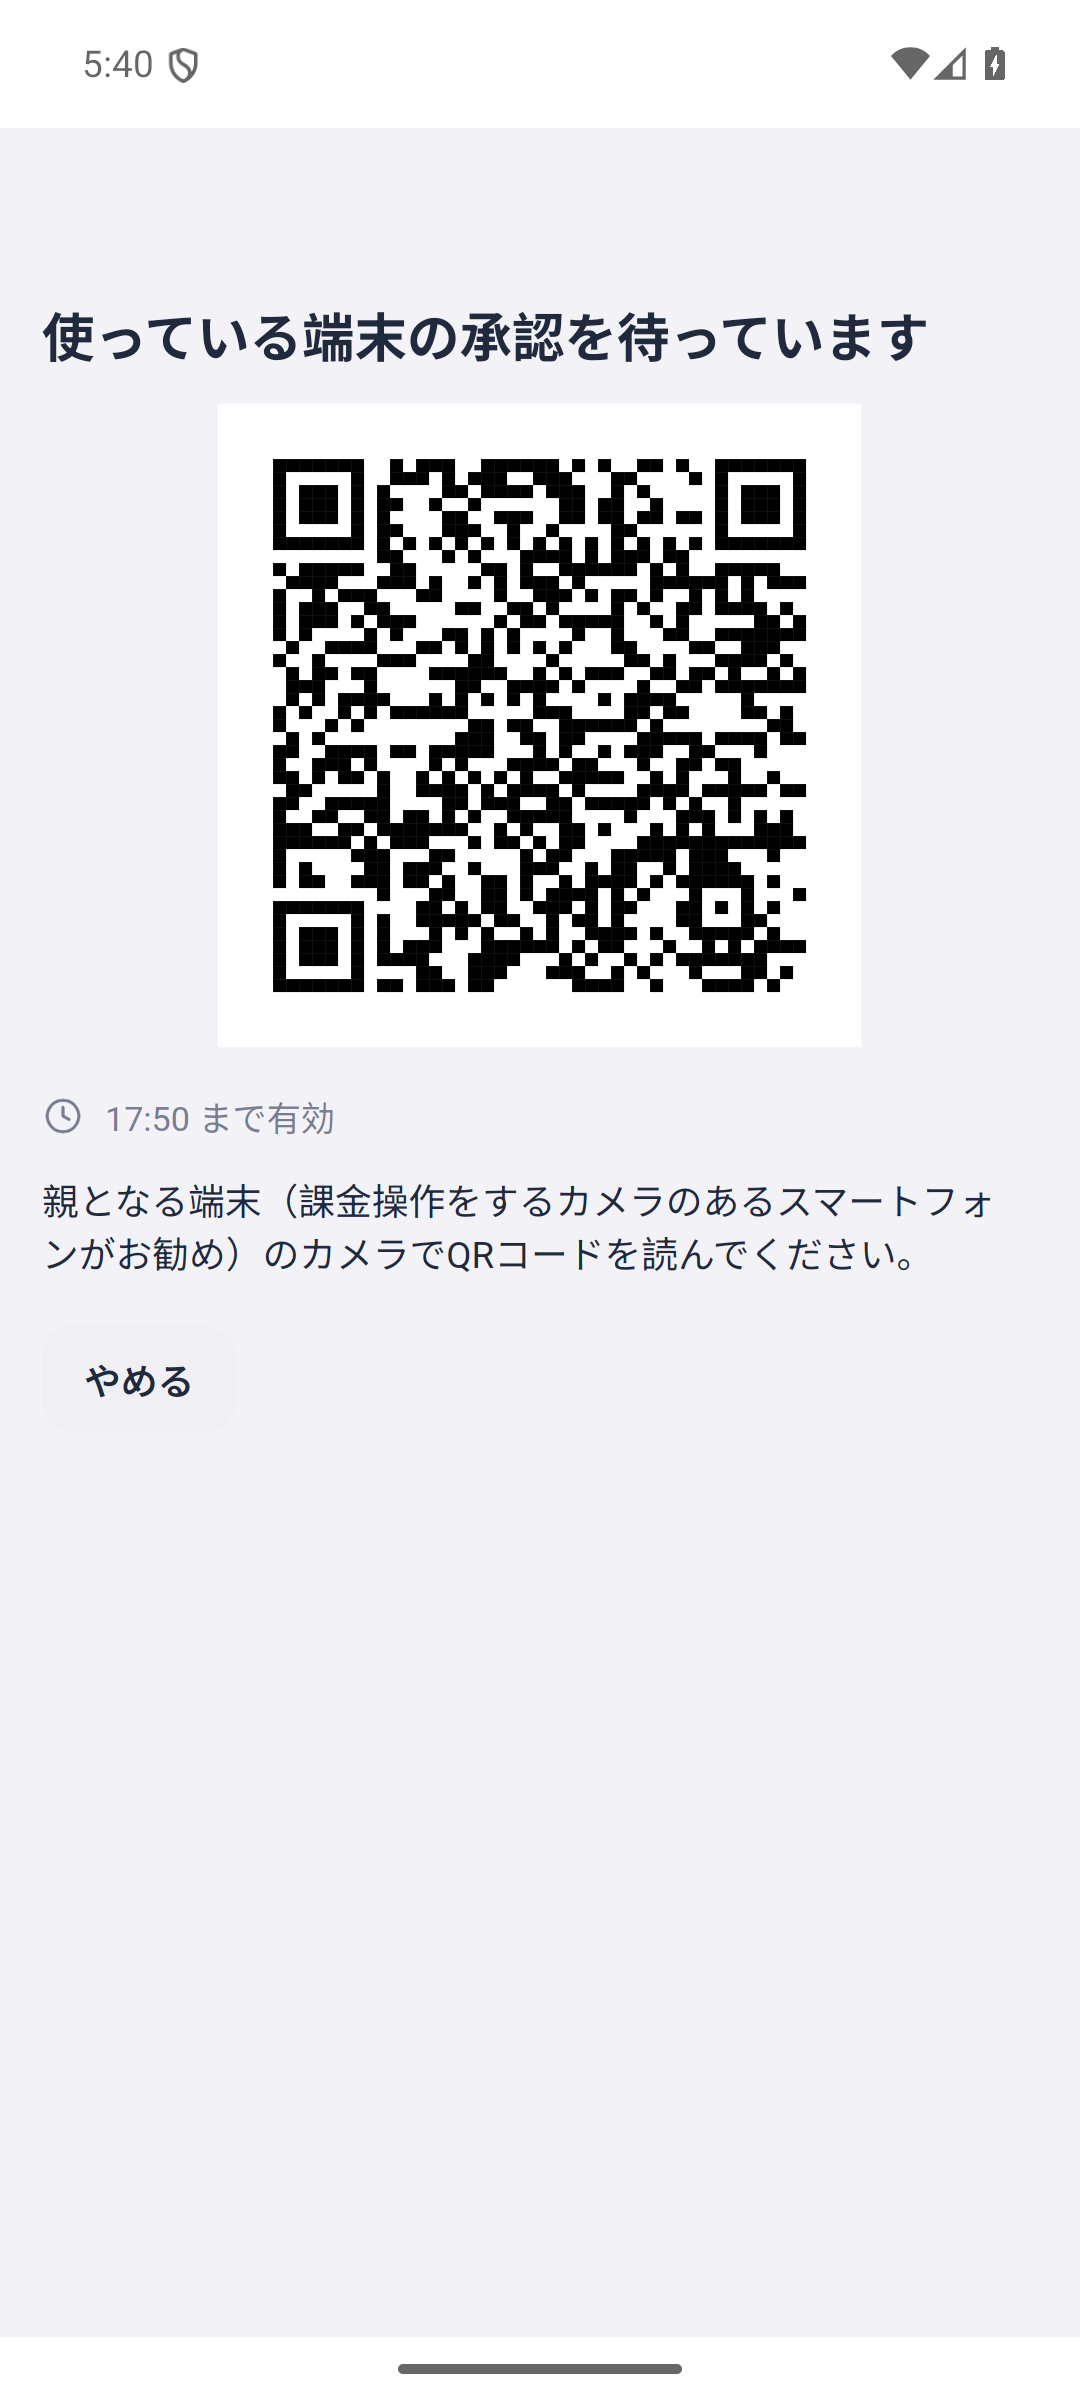 5:40
使っている端末の承認を待っています
17:50 まで有効
親となる端末（課金操作をするカメラのあるスマートフォ
ンがお勧め）のカメラでQRコードを読んでください。
やめる